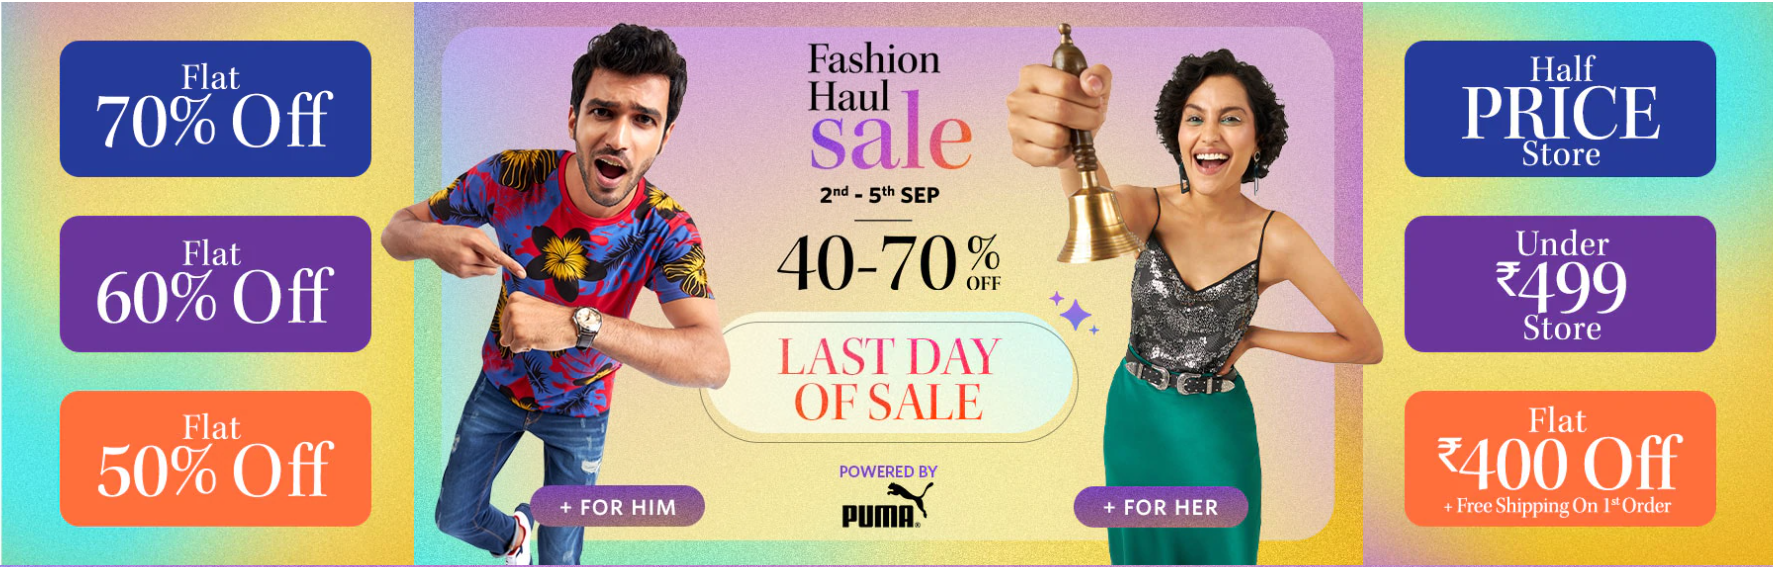 Flat
70% Off
Flat
60% Off
Flat
50% Off
Fashion
Haul
sale
2nd - 5th SEP
40-70% OFF
LAST DAY
OF SALE
POWERED BY
PUMA®
+ FOR HIM
+ FOR HER
Half
PRICE
Store
Under
₹499
Store
Flat
₹400 Off
+ Free Shipping On 1st Order